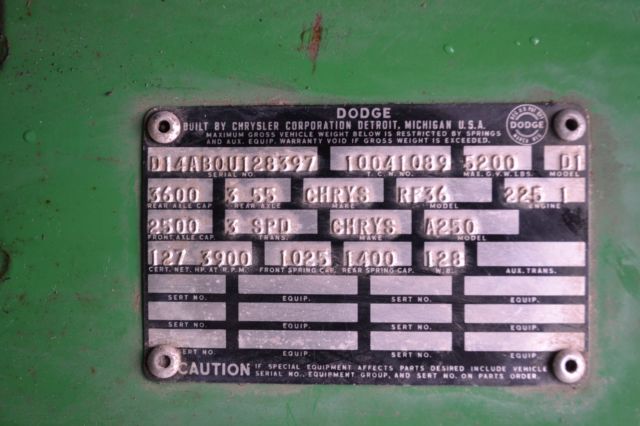 DODGE
BUILT BY CHRYSLER CORPORATION DETROIT, MICHIGAN U.S.A.
MAXIMUM GROSS VEHICLE WEIGHT BELOW IS RESTRICTED BY SPRINGS
AND AUX. EQUIP. WARRANTY VOID IF GROSS WEIGHT IS EXCEEDED.
DODGE
D14AB0U128397 10041089 5200 D1
SERIAL NO. T.C. NO. MAX. G.V.W. LBS. MODEL
3600 3 55 CHRYS RF36 225 1
REAR AXLE CAP. REAR AXLE MAKE MODEL ENGINE
2500 3 SPD CHRYS A250
FRONT AXLE CAP. TRANS. MAKE MODEL
127 3900 1025 1400 128
CERT. NET. HP. AT R.P.M. FRONT SPRING CAP. REAR SPRING CAP. W.B. AUX. TRANS.
SERT NO. EQUIP. SERT NO. EQUIP.
SERT NO. EQUIP. SERT NO. EQUIP.
SERT NO. EQUIP. SERT NO. EQUIP.
CAUTION IF SPECIAL EQUIPMENT AFFECTS PARTS DESIRED INCLUDE VEHICLE
SERIAL NO., EQUIPMENT GROUP, AND SERT NO. ON PARTS ORDER.